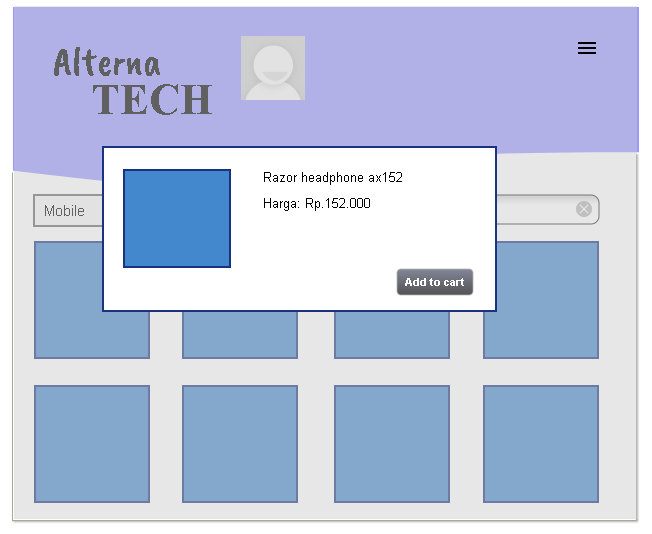 Alterna
TECH
Razor headphone ax152
Harga: Rp.152.000
Mobile
Add to cart